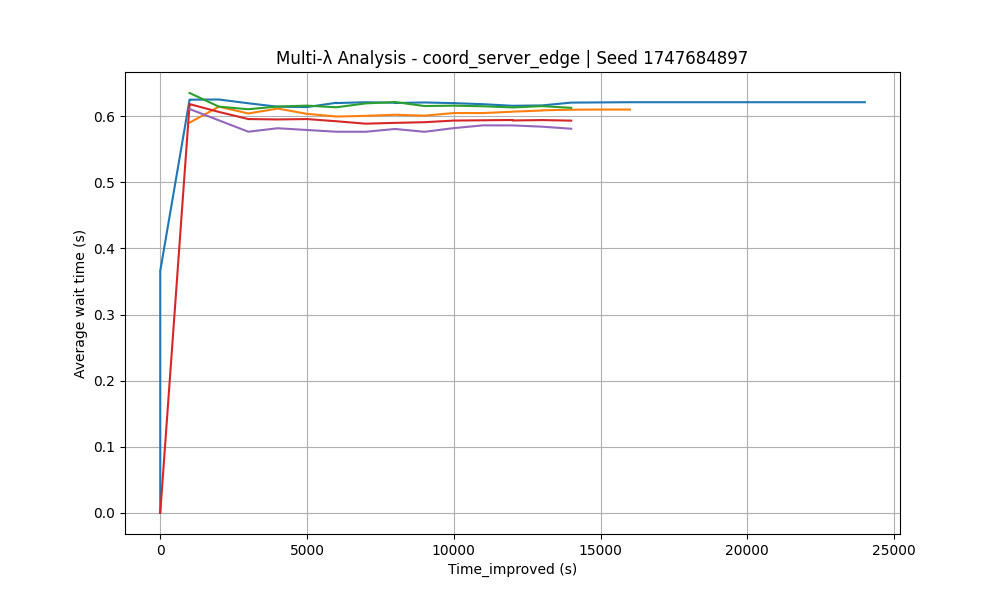 Multi-λ Analysis - coord_server_edge | Seed 1747684897
Average wait time (s)
0.6
0.5
0.4
0.3
0.2
0.1
0.0
0 5000 10000 15000 20000 25000
Time_improved (s)